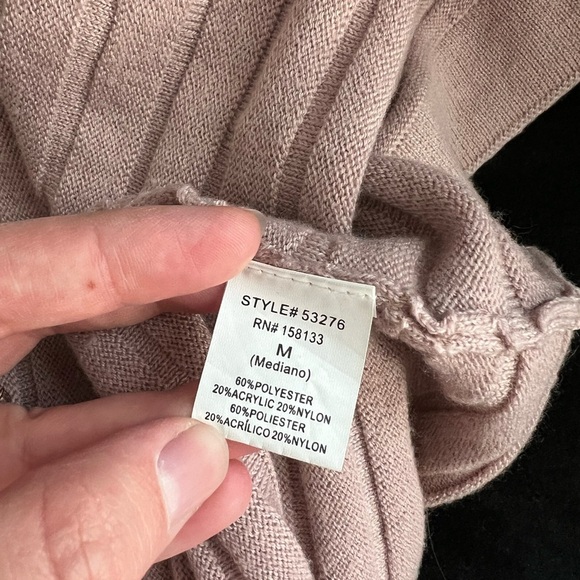 STYLE# 53276
RN# 158133
M
(Mediano)
60%POLYESTER
20%ACRYLIC 20%NYLON
60%POLIESTER
20%ACRÍLICO 20%NYLON